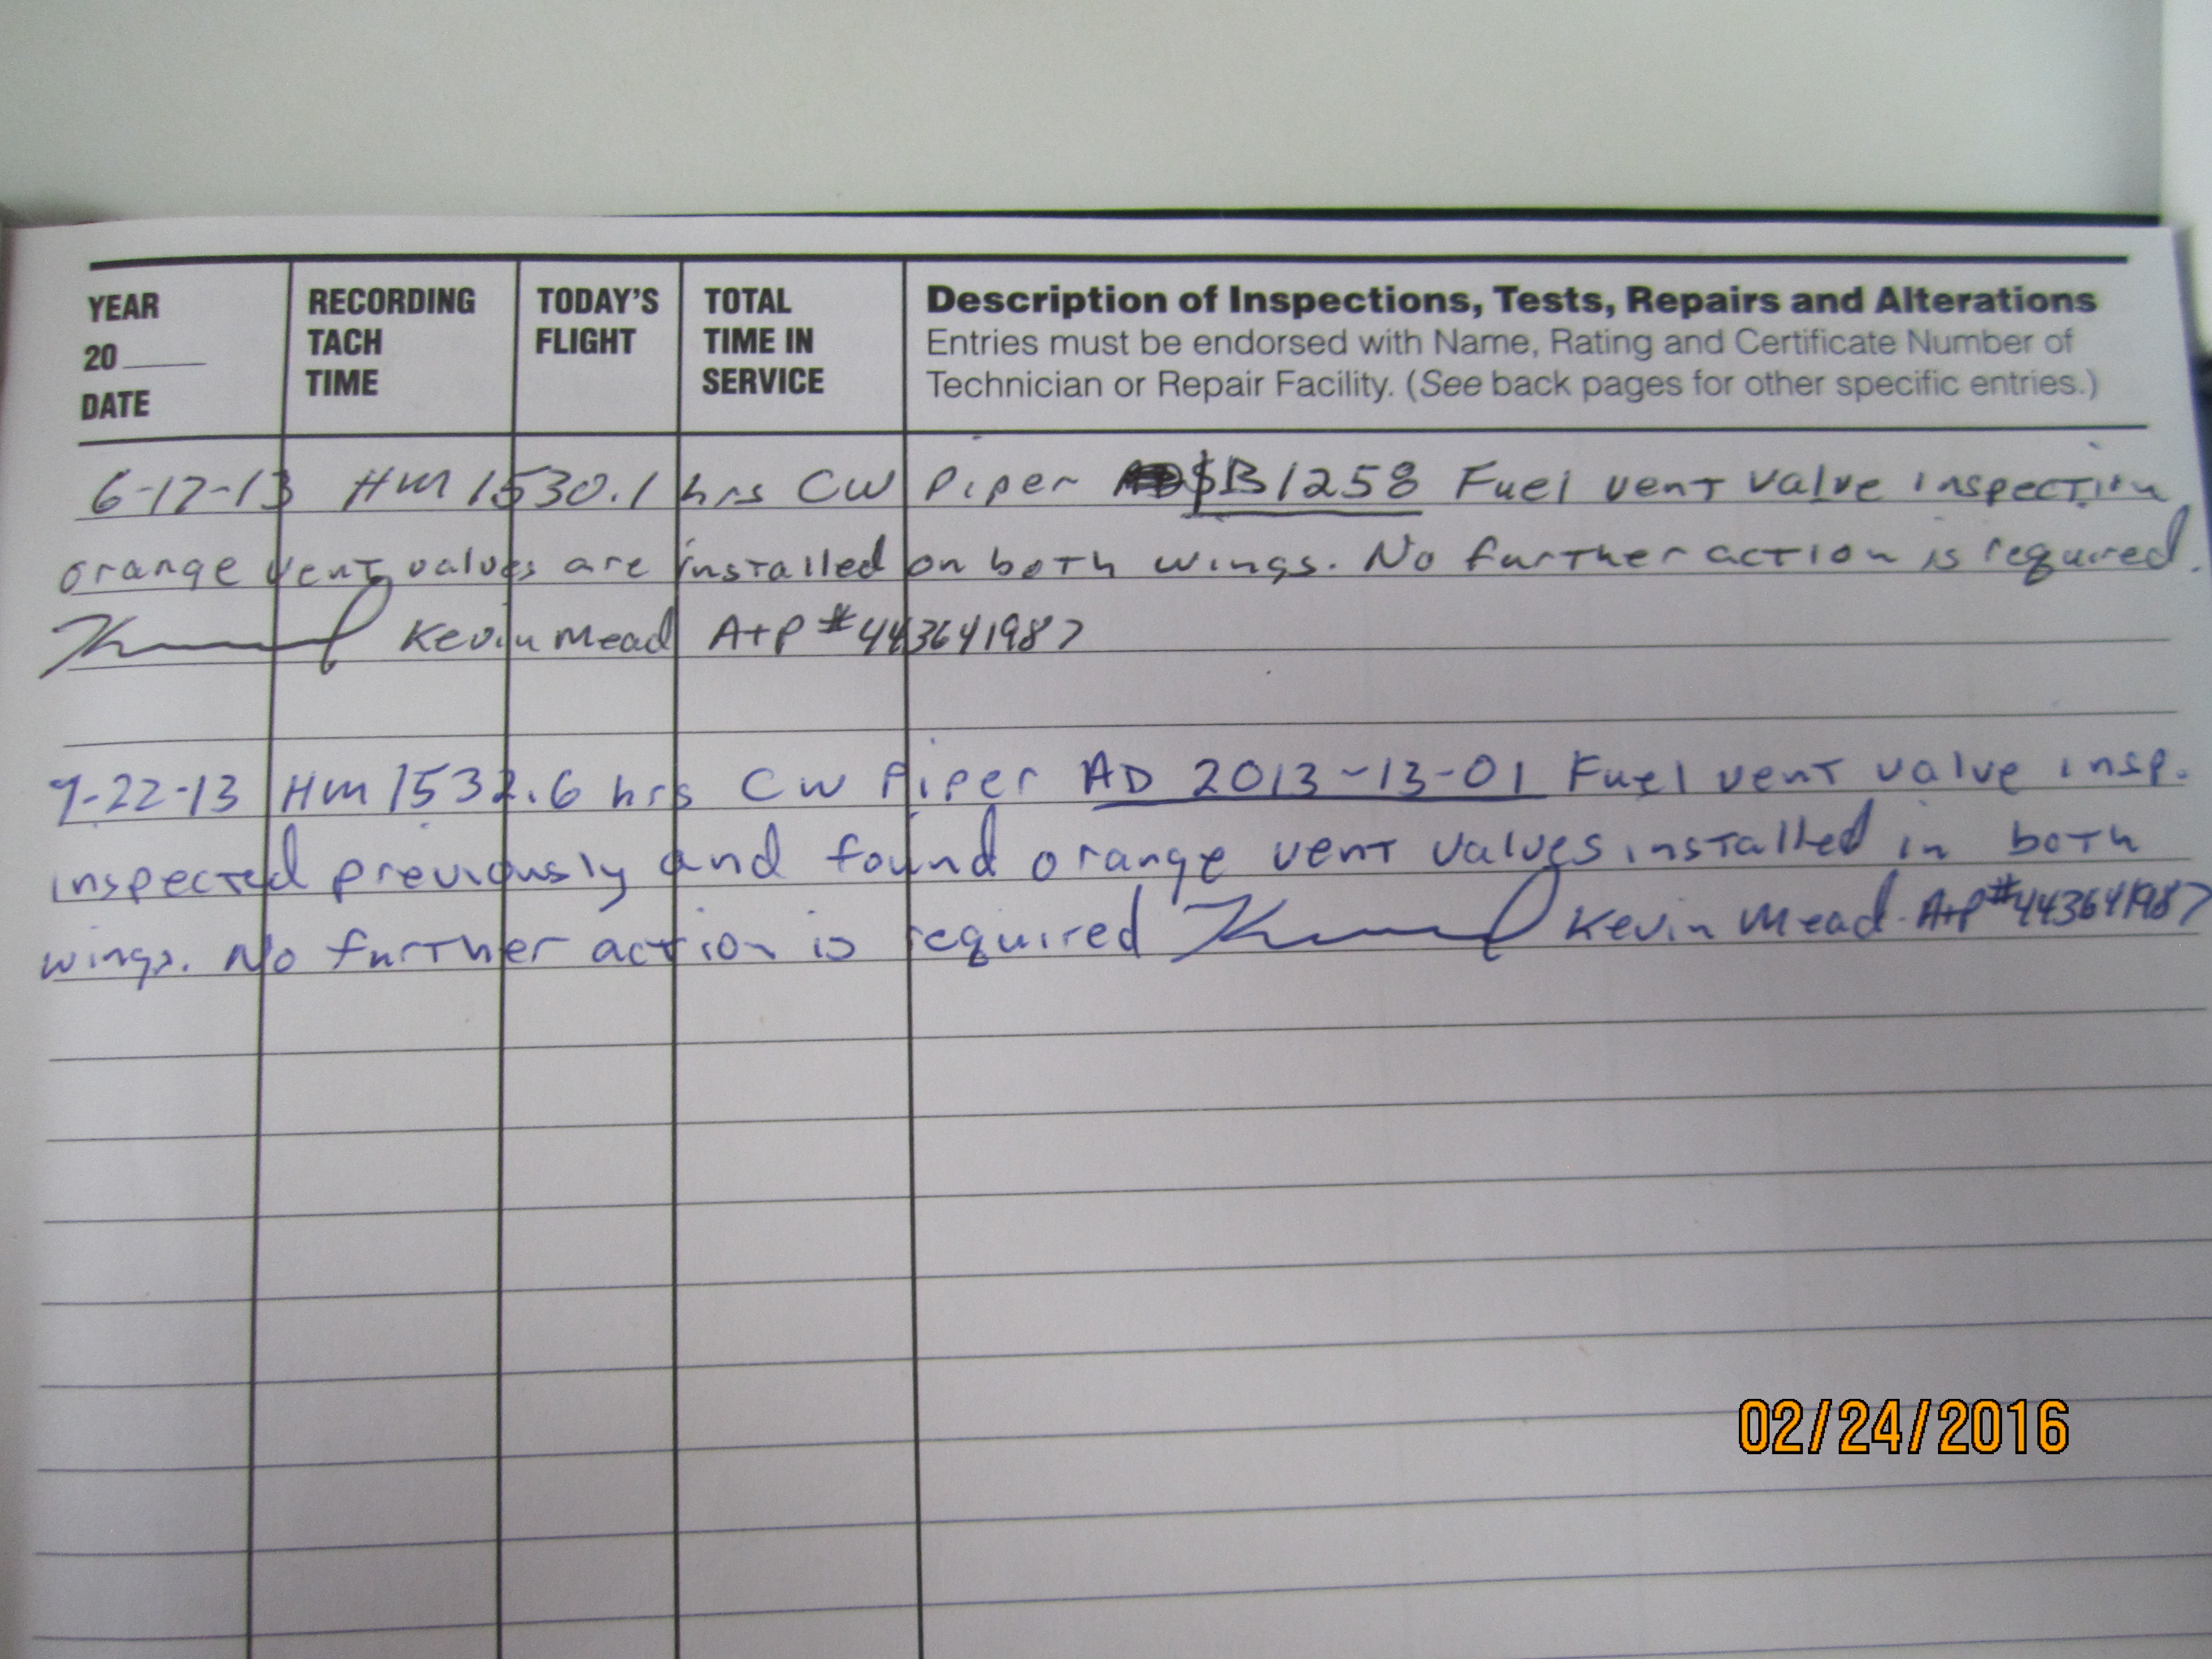 YEAR
20
DATE
RECORDING
TACH
TIME
TODAY'S
FLIGHT
TOTAL
TIME IN
SERVICE
Description of Inspections, Tests, Repairs and Alterations
Entries must be endorsed with Name, Rating and Certificate Number of
Technician or Repair Facility. (See back pages for other specific entries.)
6-17-13 HM 1530.1 hrs CW Piper SB1258 Fuel vent valve inspection
orange vent valves are installed on both wings. No further action is required.
Kevin Mead A+P #443641987
7-22-13 HM 1532.6 hrs CW Piper AD 2013-13-01 Fuel vent valve insp.
inspected previously and found orange vent valves installed in both
wings. No further action is required Kevin Mead. A+P #443641987
02/24/2016